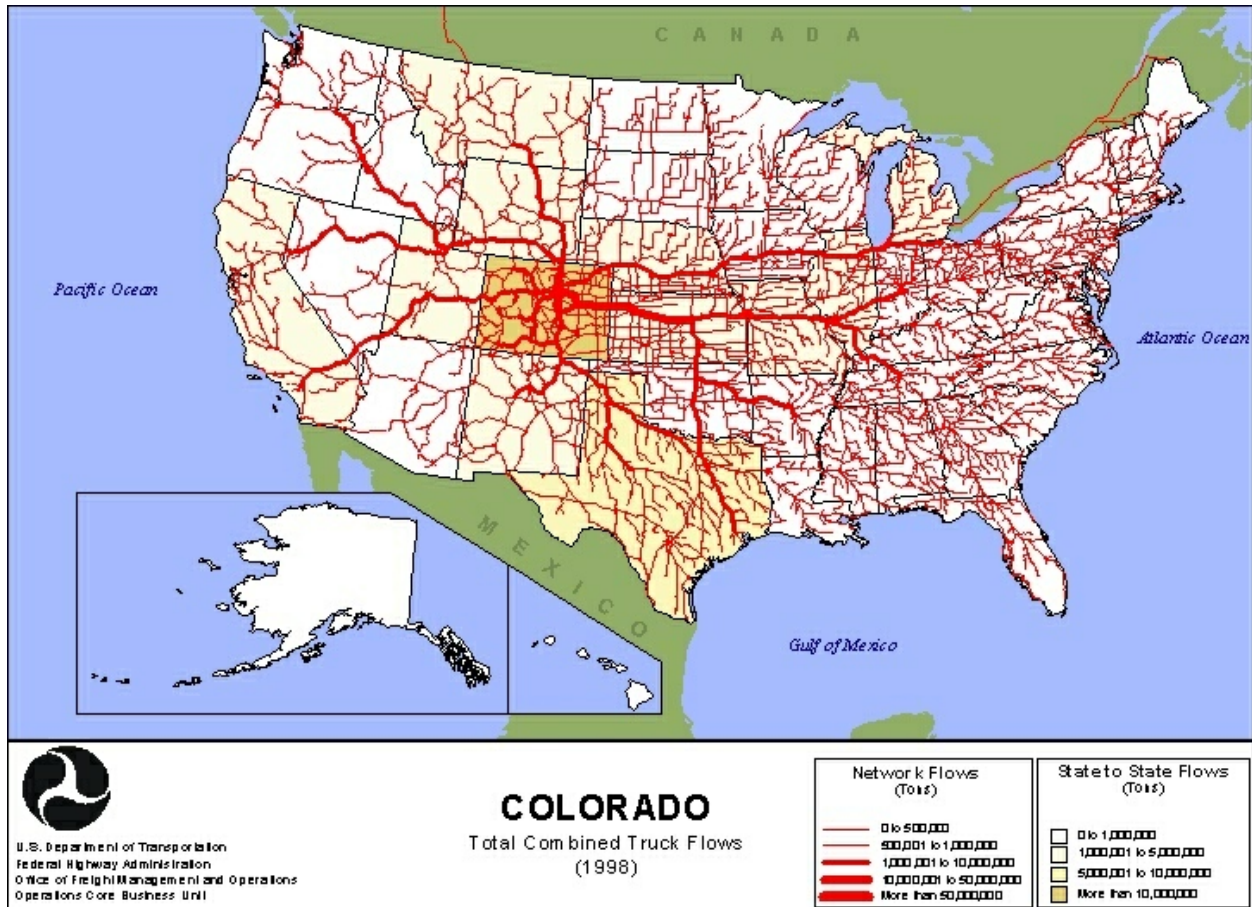 CANADA
Pacific Ocean
Atlantic Ocean
MEXICO
Gulf of Mexico
U.S. Department of Transportation
Federal Highway Administration
Office of Freight Management and Operations
Operations Core Business Unit
COLORADO
Total Combined Truck Flows
(1998)
Network Flows
(Tons)
0 to 500,000
500,001 to 1,000,000
1,000,001 to 10,000,000
10,000,001 to 50,000,000
More than 50,000,000
State to State Flows
(Tons)
0 to 1,000,000
1,000,001 to 5,000,000
5,000,001 to 10,000,000
More than 10,000,000